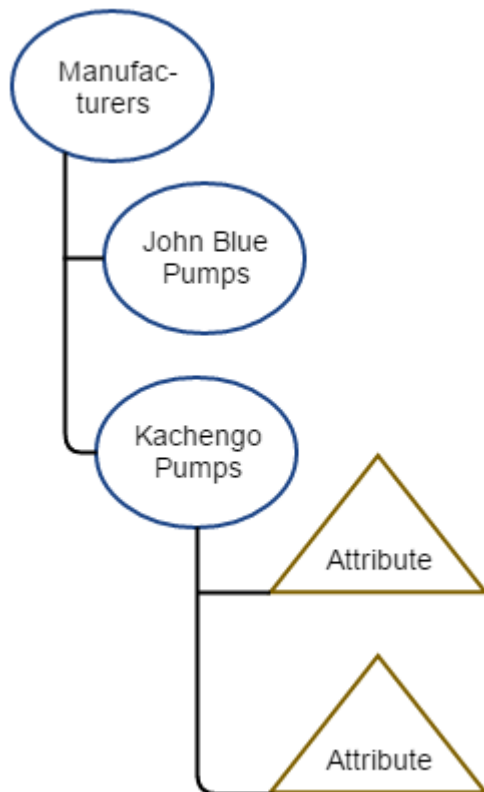 Manufac-
turers
John Blue
Pumps
Kachengo
Pumps
Attribute
Attribute